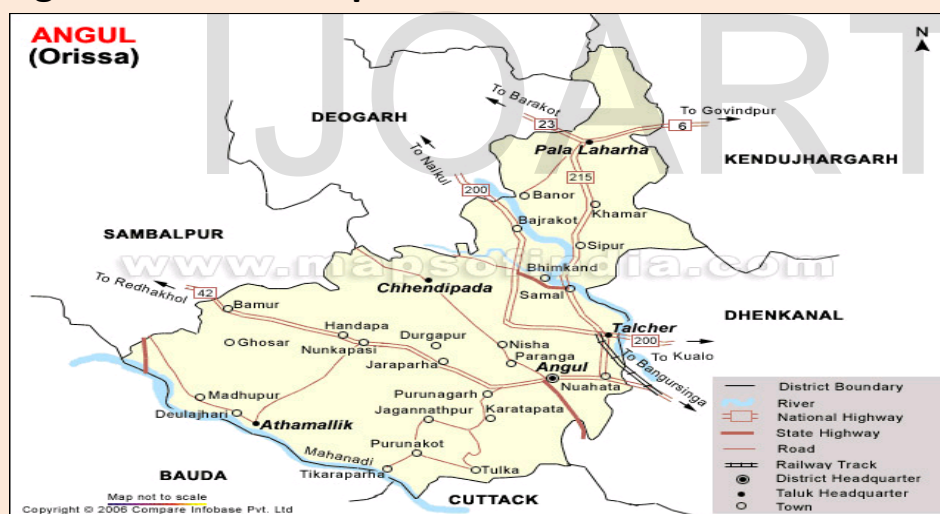 ANGUL
(Orissa)
IJOART
N
To Barakot
23
To Govindpur
6
DEOGARH
Pala Laharha
KENDUJHARGARH
To Naikul
200
215
Banor
Khamar
Bajrakot
SAMBALPUR
Sipur
www.mapsofindia.com
Bhimkand
To Redhakhol
42
Chhendipada
Samal
Bamur
DHENKANAL
Handapa
Durgapur
Talcher
200
Ghosar
Nunkapasi
Nisha
To Kualo
Jaraparha
Paranga
To Bangursinga
Angul
Nuahata
Madhupur
Purunagarh
Deulajhari
Jagannathpur
Karatapata
Athamallik
Purunakot
Mahanadi
Tikaraparha
Tulka
BAUDA
CUTTACK
District Boundary
River
National Highway
State Highway
Road
Railway Track
District Headquarter
Taluk Headquarter
Town
Map not to scale
Copyright © 2006 Compare Infobase Pvt. Ltd